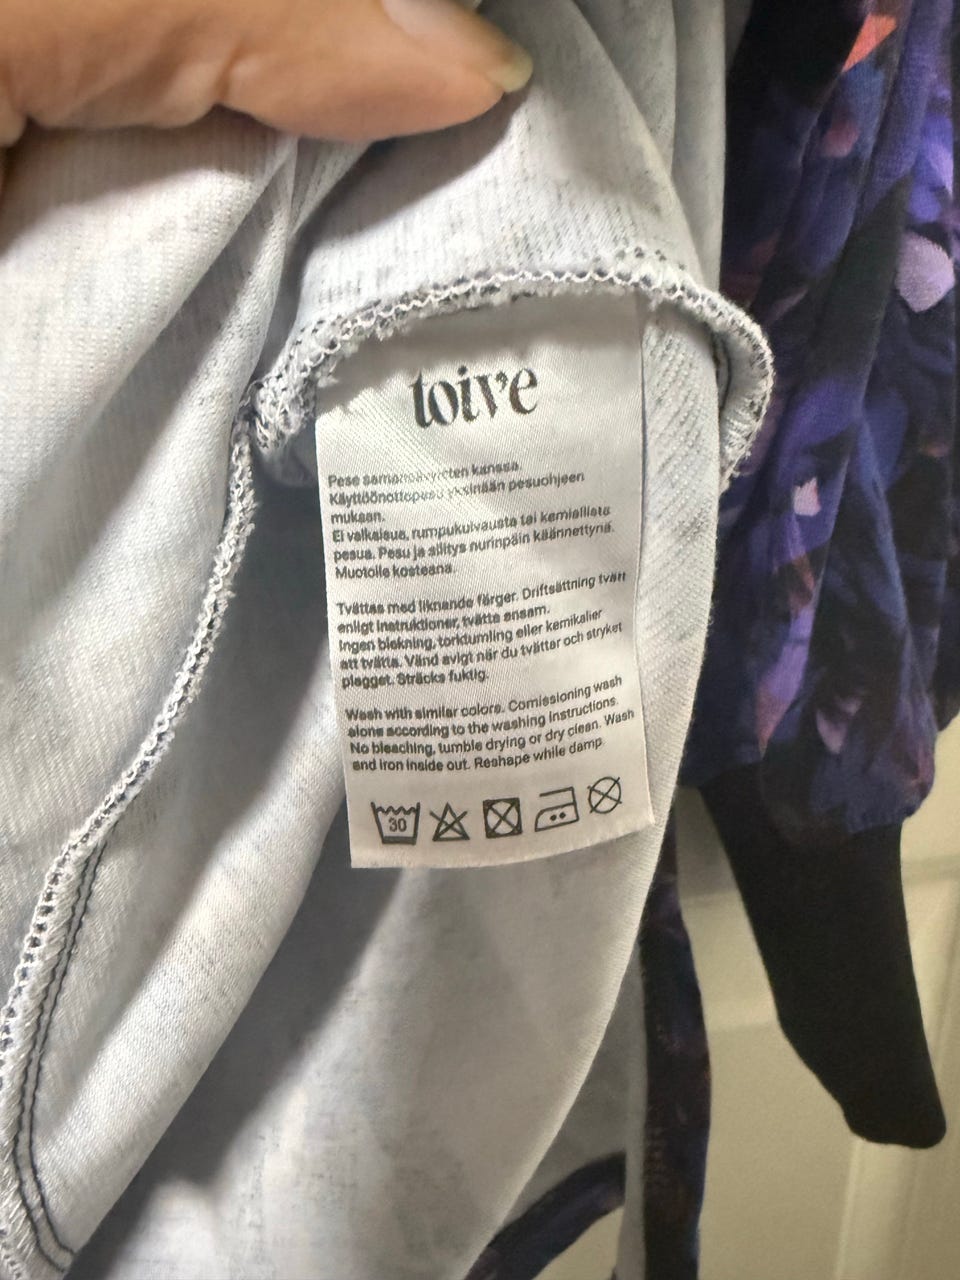 toive
Pese samansävyisten kanssa.
Käyttöönottopesu yksinään pesuohjeen
mukaan.
Ei valkaisua, rumpukuivausta tai kemiallista
pesua. Pesu ja silitys nurinpäin käännettynä.
Muotoile kosteana.
Tvättas med liknande färger. Driftsättning tvätt
enligt instruktioner, tvätta ensam.
Ingen blekning, torktumling eller kemikalier
att tvätta. Vänd avigt när du tvättar och stryket
plagget. Sträcks fuktig.
Wash with similar colors. Comissioning wash
alone according to the washing instructions.
No bleaching, tumble drying or dry clean. Wash
and iron inside out. Reshape while damp
30